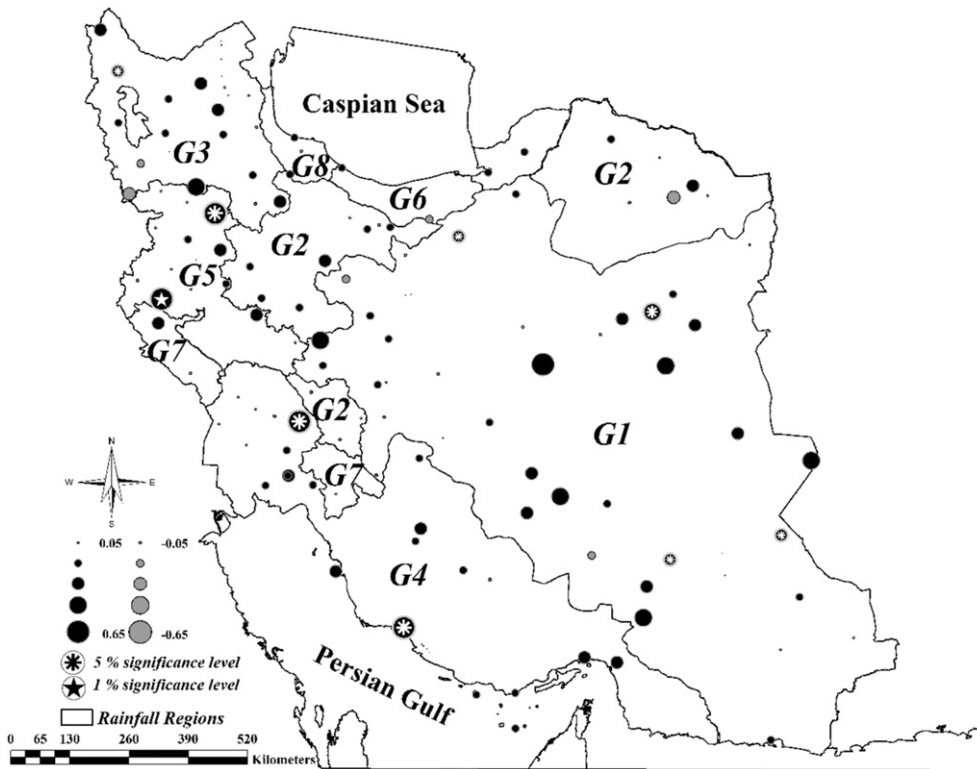 Caspian Sea
G3
G8
G2
G6
G2
G5
G7
G2
G1
G7
N
W E
S
G4
0.05 -0.05
0.65 -0.65
5 % significance level
1 % significance level
Rainfall Regions
Persian Gulf
0 65 130 260 390 520
Kilometers